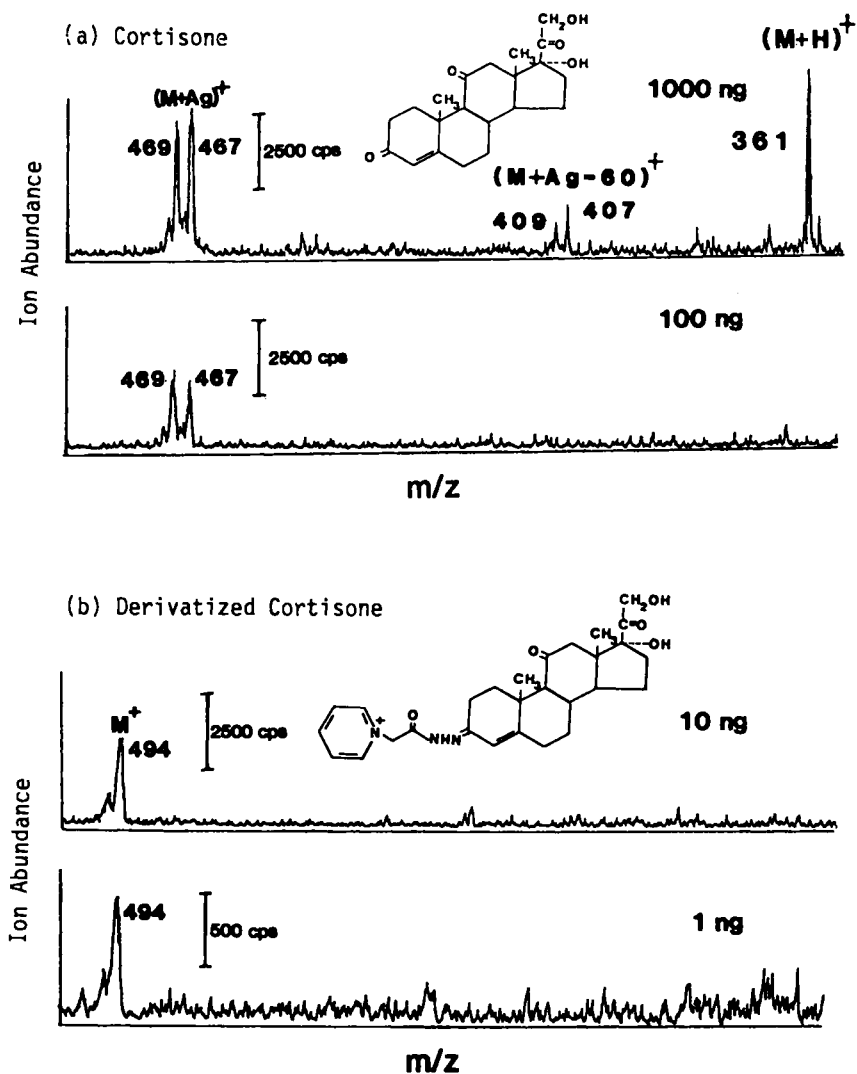 (a) Cortisone
CH₂OH
C=O
CH₃
OH
O
CH₃
O
(M+H)⁺
1000 ng
(M+Ag)⁺
469
467
2500 cps
361
(M+Ag-60)⁺
409
407
Ion Abundance
100 ng
2500 cps
469
467
m/z
(b) Derivatized Cortisone
CH₂OH
C=O
CH₃
OH
O
CH₃
O
N⁺
NHN
10 ng
M⁺
494
2500 cps
Ion Abundance
494
500 cps
1 ng
m/z